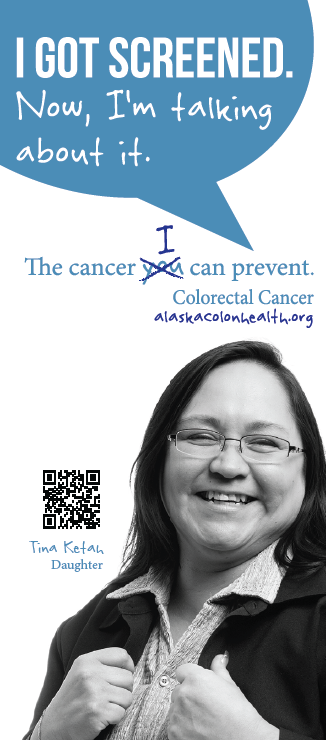 I GOT SCREENED.
Now, I'm talking
about it.
I
The cancer you can prevent.
Colorectal Cancer
alaskacolonhealth.org
Tina Ketah
Daughter